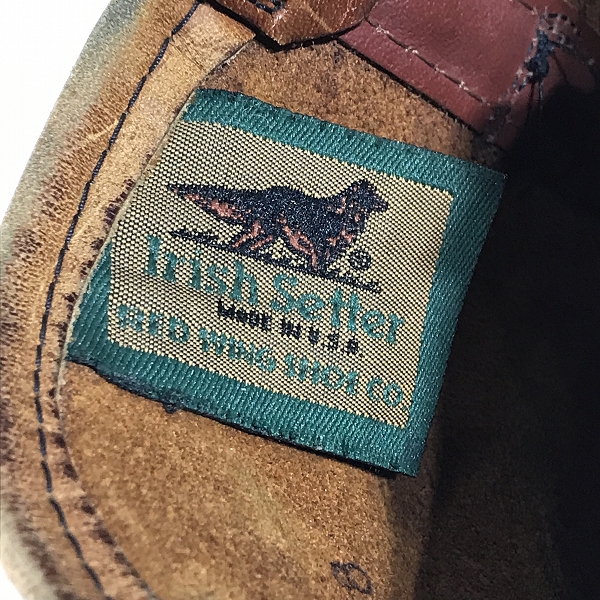 Irish Setter
MADE IN U.S.A.
RED WING SHOE CO